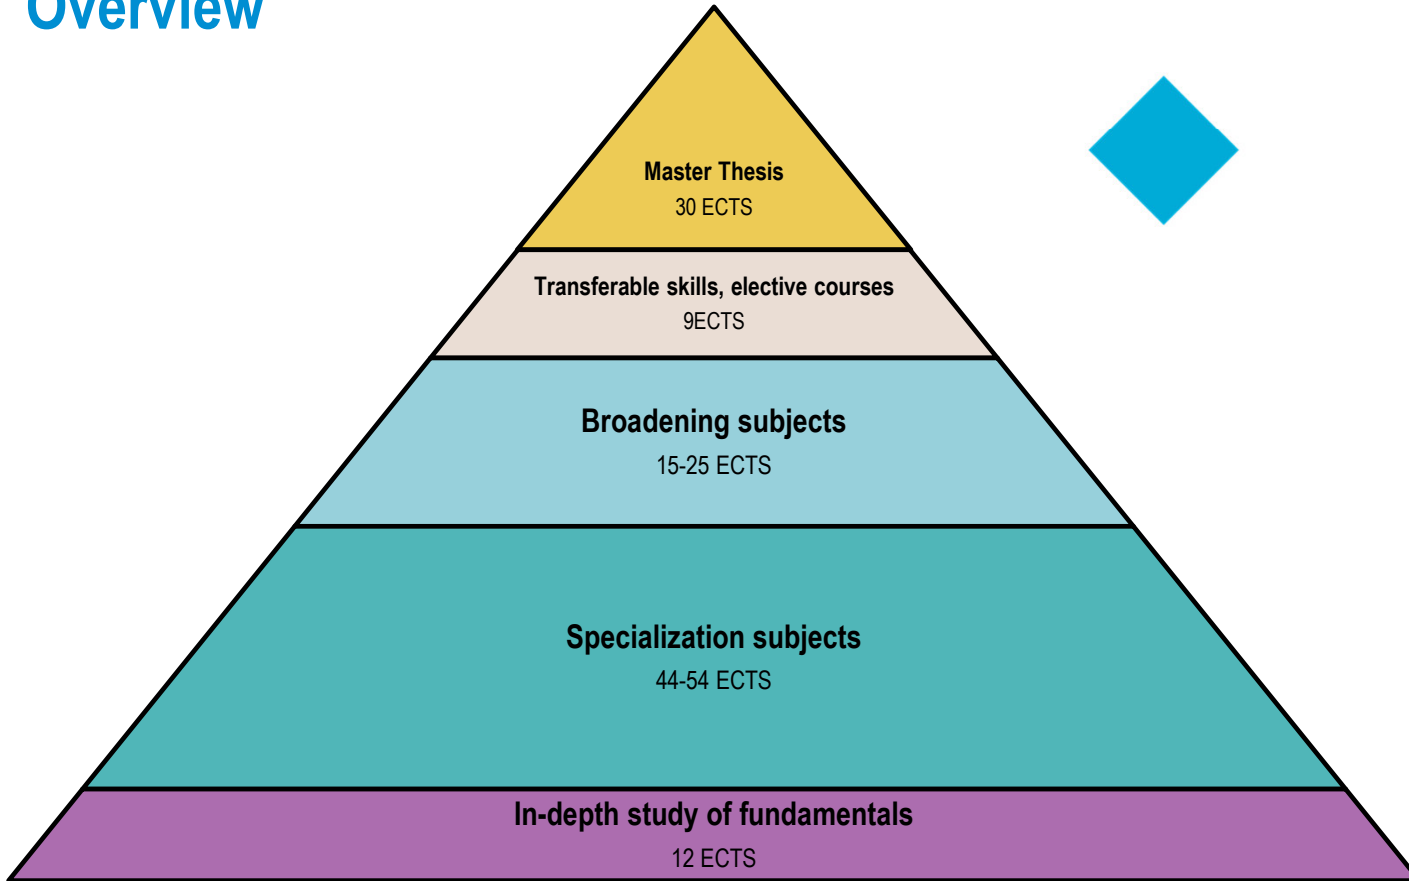 Overview
Master Thesis
30 ECTS
Transferable skills, elective courses
9ECTS
Broadening subjects
15-25 ECTS
Specialization subjects
44-54 ECTS
In-depth study of fundamentals
12 ECTS